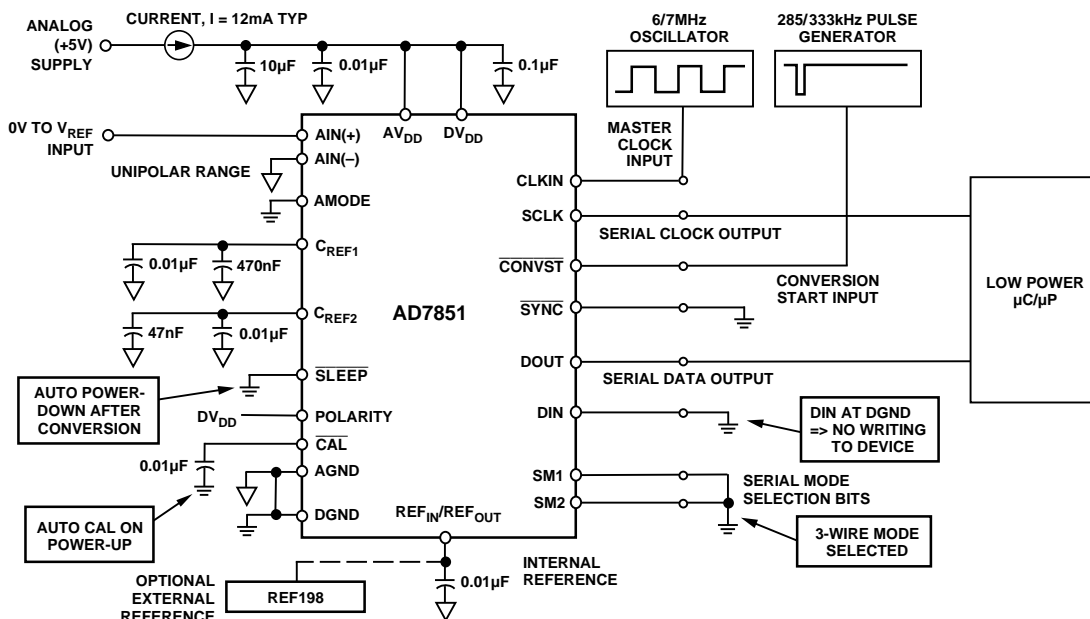 CURRENT, I = 12mA TYP
ANALOG
(+5V)
SUPPLY
10µF
0.01µF
0.1µF
6/7MHz
OSCILLATOR
285/333kHz PULSE
GENERATOR
0V TO VREF
INPUT
UNIPOLAR RANGE
AIN(+)
AIN(–)
AMODE
CREF1
0.01µF
470nF
CREF2
47nF
0.01µF
SLEEP
AUTO POWER-
DOWN AFTER
CONVERSION
DVDD
POLARITY
CAL
0.01µF
AGND
DGND
AUTO CAL ON
POWER-UP
AVDD
DVDD
AD7851
REFIN/REFOUT
CLKIN
SCLK
CONVST
SYNC
DOUT
DIN
SM1
SM2
MASTER
CLOCK
INPUT
SERIAL CLOCK OUTPUT
CONVERSION
START INPUT
SERIAL DATA OUTPUT
LOW POWER
µC/µP
DIN AT DGND
=> NO WRITING
TO DEVICE
SERIAL MODE
SELECTION BITS
3-WIRE MODE
SELECTED
INTERNAL
REFERENCE
0.01µF
OPTIONAL
EXTERNAL
REFERENCE
REF198